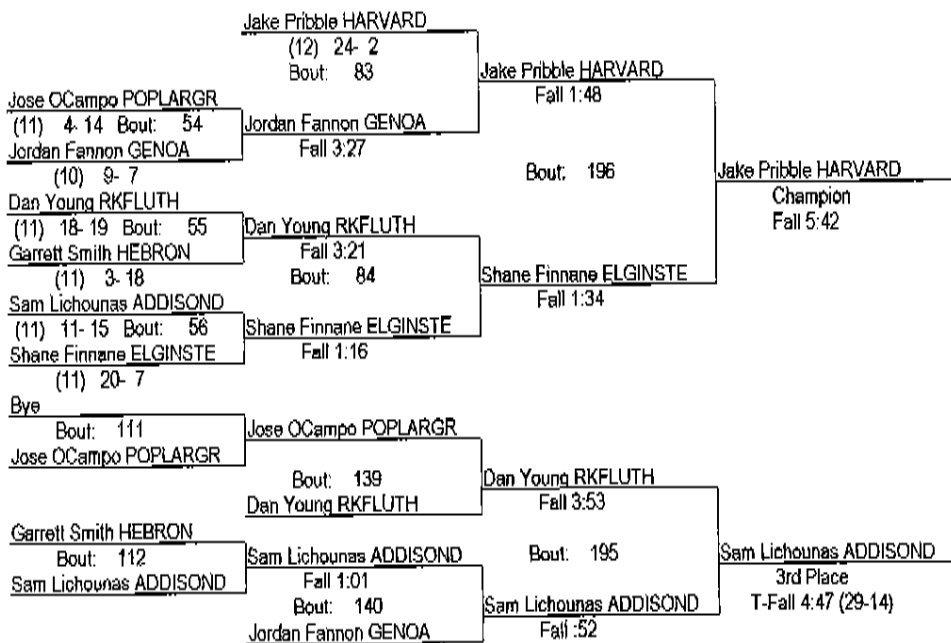 Jake Pribble HARVARD
(12) 24- 2
Bout: 83
Jake Pribble HARVARD
Fall 1:48
Jose OCampo POPLARGR
(11) 4- 14 Bout: 54
Jordan Fannon GENOA
Fall 3:27
Jordan Fannon GENOA
(10) 9- 7
Bout: 196
Jake Pribble HARVARD
Champion
Fall 5:42
Dan Young RKFLUTH
(11) 18- 19 Bout: 55
Dan Young RKFLUTH
Fall 3:21
Garrett Smith HEBRON
(11) 3- 18
Bout: 84
Shane Finnane ELGINSTE
Fall 1:34
Sam Lichounas ADDISOND
(11) 11- 15 Bout: 56
Shane Finnane ELGINSTE
Fall 1:16
Shane Finnane ELGINSTE
(11) 20- 7
Bye
Bout: 111
Jose OCampo POPLARGR
Jose OCampo POPLARGR
Bout: 139
Dan Young RKFLUTH
Fall 3:53
Dan Young RKFLUTH
Garrett Smith HEBRON
Bout: 112
Sam Lichounas ADDISOND
Fall 1:01
Sam Lichounas ADDISOND
Bout: 195
Sam Lichounas ADDISOND
3rd Place
T-Fall 4:47 (29-14)
Bout: 140
Sam Lichounas ADDISOND
Fall :52
Jordan Fannon GENOA